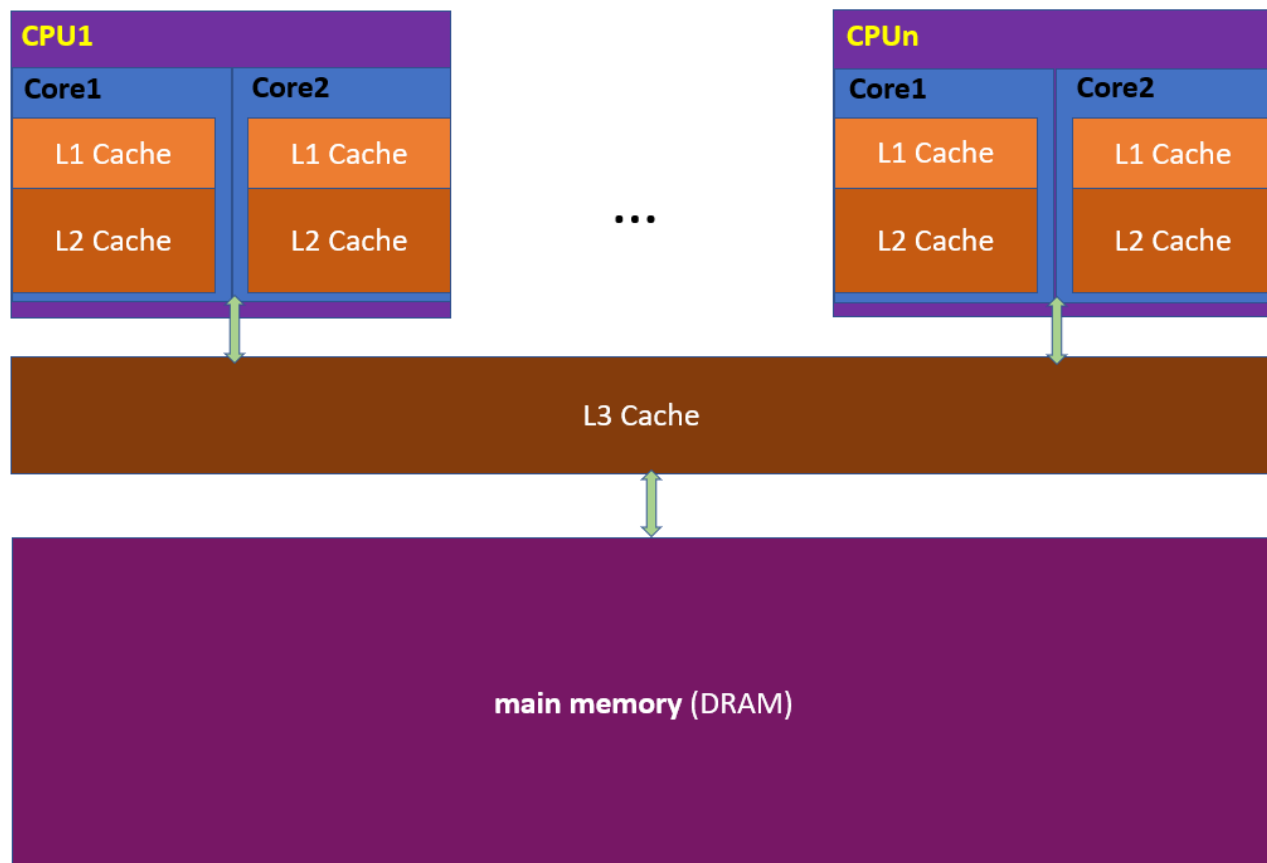 CPU1
CPUn
Core1
Core2
Core1
Core2
L1 Cache
L1 Cache
L1 Cache
L1 Cache
L2 Cache
L2 Cache
...
L2 Cache
L2 Cache
L3 Cache
main memory (DRAM)